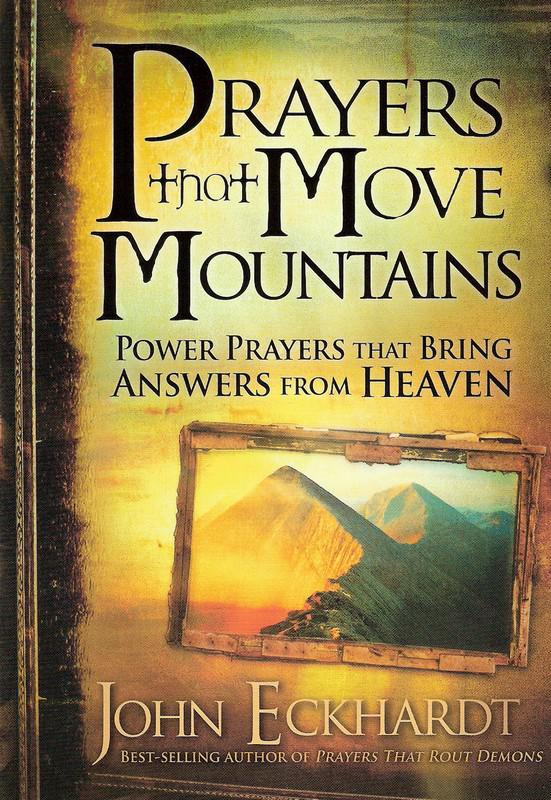 PRAYERS
that MOVE
MOUNTAINS
POWER PRAYERS THAT BRING
ANSWERS FROM HEAVEN
JOHN ECKHARDT
BEST-SELLING AUTHOR OF PRAYERS THAT ROUT DEMONS